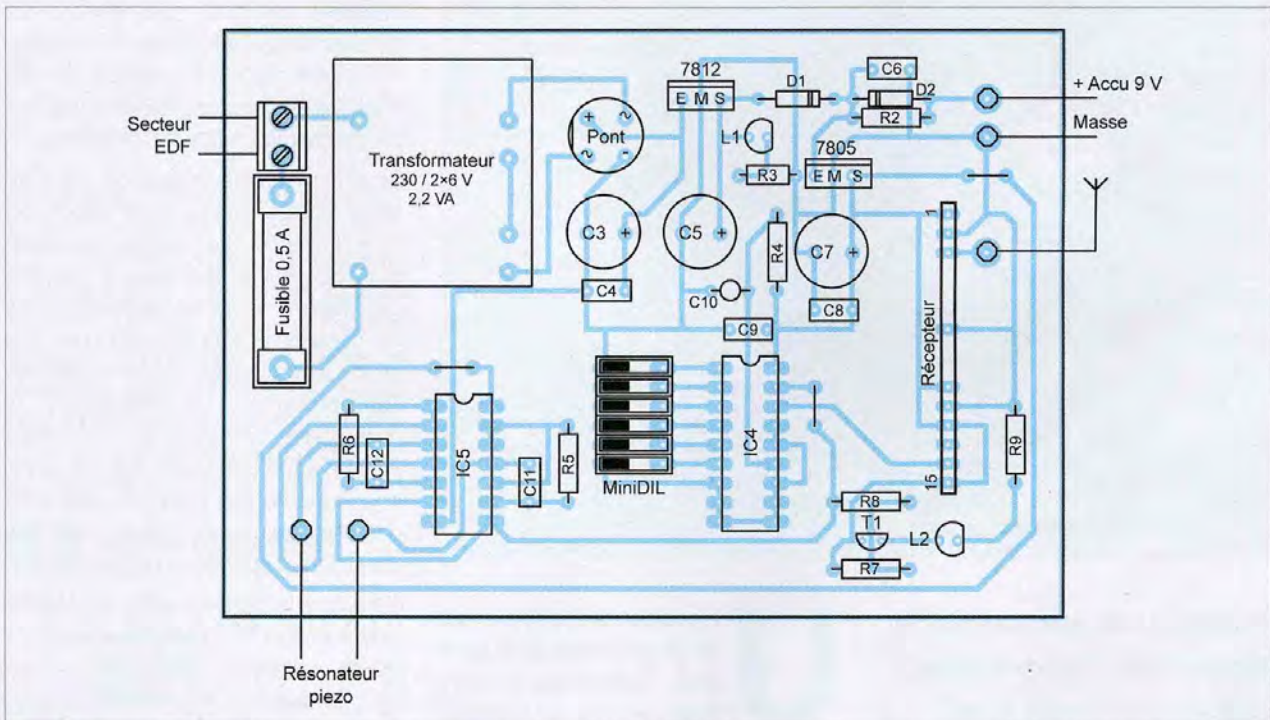 7812
E M S
D1
C6
D2
R2
+ Accu 9 V
Masse
Secteur
EDF
Transformateur
230 / 2×6 V
2,2 VA
+
~
Pont
~
-
L1
R3
7805
E M S
1
Fusible 0,5 A
C3 +
C5 +
R4
C7 +
C4
C10
C8
C9
Récepteur
R6
C12
IC5
C11
R5
MiniDIL
IC4
R9
15
R8
T1
L2
R7
Résonateur
piezo